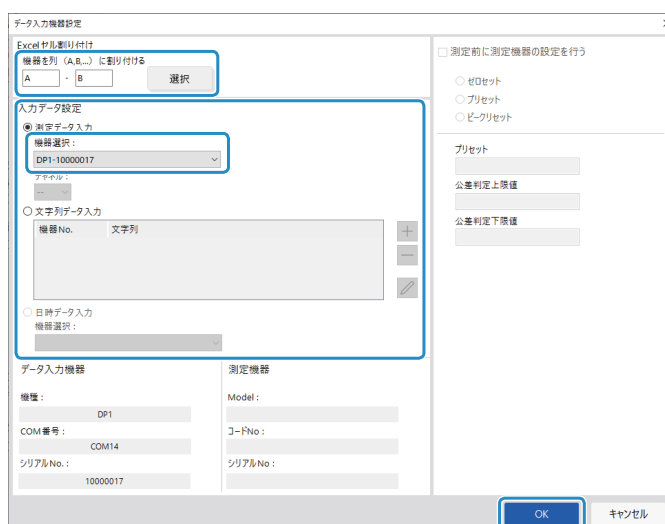 データ入力機器設定
Excelセル割り付け
機器を列（A,B,...）に割り付ける
A - B 選択
入力データ設定
測定データ入力
機器選択：
DP1-10000017
チャネル：
--
文字列データ入力
機器No. 文字列
日時データ入力
機器選択：
データ入力機器
機種：
DP1
COM番号：
COM14
シリアルNo.：
10000017
測定機器
Model：
コードNo：
シリアルNo：
測定前に測定機器の設定を行う
ゼロセット
プリセット
ピークリセット
プリセット
公差判定上限値
公差判定下限値
OK キャンセル